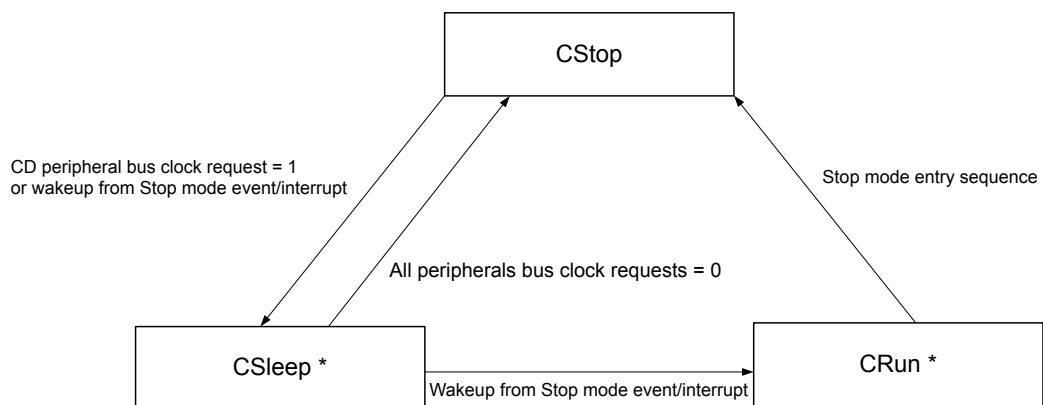 CStop
CD peripheral bus clock request = 1
or wakeup from Stop mode event/interrupt
Stop mode entry sequence
All peripherals bus clock requests = 0
CSleep *
CRun *
Wakeup from Stop mode event/interrupt